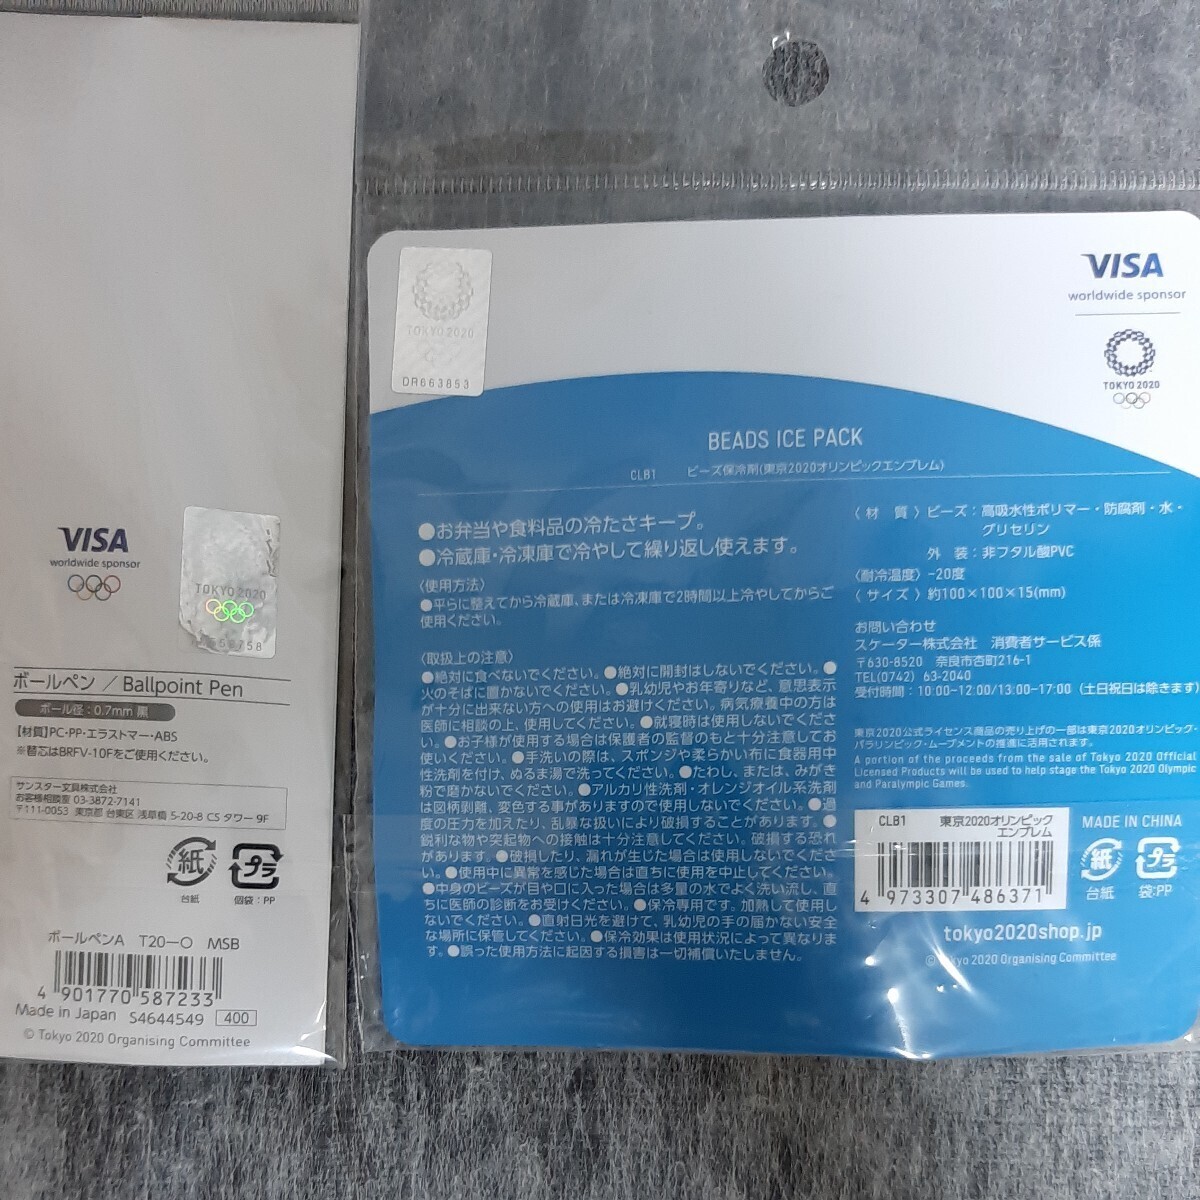 VISA
worldwide sponsor
TOKYO 2020
ボールペン／Ballpoint Pen
ボール径：0.7mm 黒
【材質】PC・PP・エラストマー・ABS
※替芯はBRFV-10Fをご使用ください。
サンスター文具株式会社
お客様相談室 03-3872-7141
〒111-0053 東京都 台東区 浅草橋 5-20-8 CS タワー 9F
紙
プラ
台紙
個袋：PP
ボールペンA T20ーO MSB
4 901770 587233
Made in Japan S4644549 400
© Tokyo 2020 Organising Committee
TOKYO 2020
DR663853
VISA
worldwide sponsor
TOKYO 2020
BEADS ICE PACK
CLB1 ビーズ保冷剤(東京2020オリンピックエンブレム)
●お弁当や食料品の冷たさキープ。
●冷蔵庫・冷凍庫で冷やして繰り返し使えます。
〈使用方法〉
●平らに整えてから冷蔵庫、または冷凍庫で2時間以上冷やしてからご
使用ください。
〈取扱上の注意〉
●絶対に食べないでください。●絶対に開封はしないでください。●
火のそばに置かないでください。●乳幼児やお年寄りなど、意思表示
が十分に出来ない方への使用はお避けください。病気療養中の方は
医師に相談の上、使用してください。●就寝時は使用しないでくださ
い。●お子様が使用する場合は保護者の監督のもと十分注意してお
使いください。●手洗いの際は、スポンジや柔らかい布に食器用中
性洗剤を付け、ぬるま湯で洗ってください。●たわし、または、みがき
粉で磨かないでください。●アルカリ性洗剤・オレンジオイル系洗剤
は図柄剥離、変色する事がありますので使用しないでください。●過
度の圧力を加えたり、乱暴な扱いにより破損することがあります。●
鋭利な物や突起物への接触は十分注意してください。破損する恐れ
があります。●破損したり、漏れが生じた場合は使用しないでくださ
い。●使用中に異常を感じた場合は直ちに使用を中止してください。
●中身のビーズが目や口に入った場合は多量の水でよく洗い流し、直
ちに医師の診断をお受けください。●保冷専用です。加熱して使用し
ないでください。●直射日光を避けて、乳幼児の手の届かない安全
な場所に保管してください。●保冷効果は使用状況によって異なりま
す。●誤った使用方法に起因する損害は一切補償いたしません。
〈材 質〉ビーズ：高吸水性ポリマー・防腐剤・水・
グリセリン
外 装：非フタル酸PVC
〈耐冷温度〉-20度
〈サイズ〉約100×100×15(mm)
お問い合わせ
スケーター株式会社 消費者サービス係
〒630-8520 奈良市杏町216-1
TEL(0742) 63-2040
受付時間：10:00-12:00/13:00-17:00（土日祝日は除きます）
東京2020公式ライセンス商品の売り上げの一部は東京2020オリンピック・
パラリンピック・ムーブメントの推進に活用されます。
A portion of the proceeds from the sale of Tokyo 2020 Official
Licensed Products will be used to help stage the Tokyo 2020 Olympic
and Paralympic Games.
CLB1 東京2020オリンピック
エンブレム
4 973307 486371
MADE IN CHINA
紙
プラ
台紙
袋:PP
tokyo2020shop.jp
© Tokyo 2020 Organising Committee